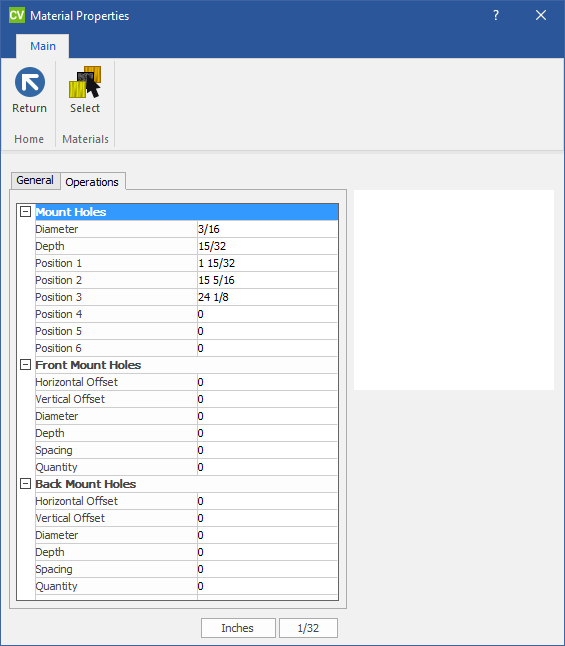 CV Material Properties ?
Main
Return
Select
Home
Materials
General
Operations
Mount Holes
Diameter 3/16
Depth 15/32
Position 1 1 15/32
Position 2 15 5/16
Position 3 24 1/8
Position 4 0
Position 5 0
Position 6 0
Front Mount Holes
Horizontal Offset 0
Vertical Offset 0
Diameter 0
Depth 0
Spacing 0
Quantity 0
Back Mount Holes
Horizontal Offset 0
Vertical Offset 0
Diameter 0
Depth 0
Spacing 0
Quantity 0
Inches 1/32